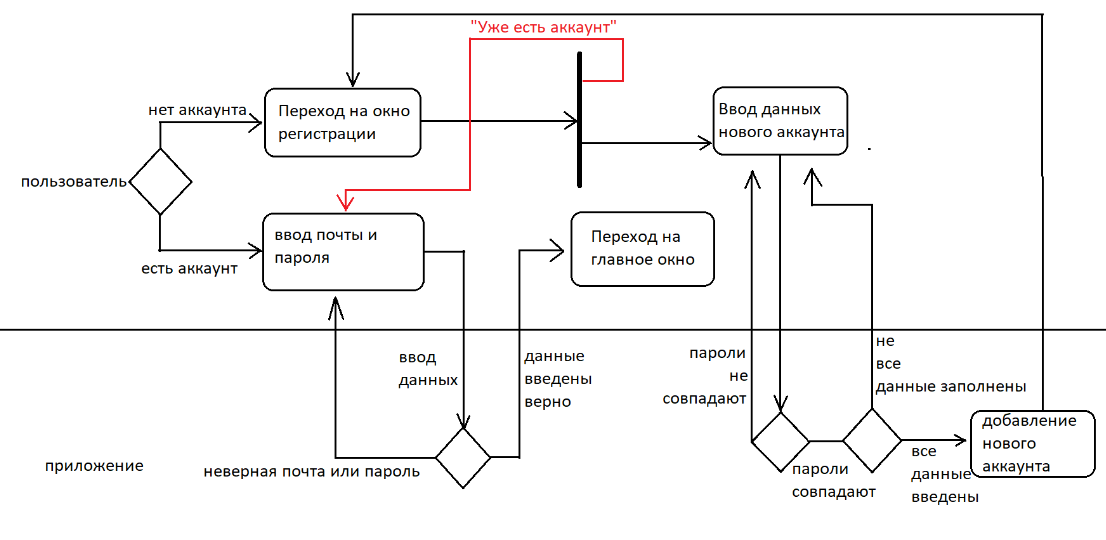 "Уже есть аккаунт"
нет аккаунта
Переход на окно
регистрации
Ввод данных
нового аккаунта
пользователь
ввод почты и
пароля
Переход на
главное окно
есть аккаунт
ввод
данных
данные
введены
верно
пароли
не
совпадают
не
все
данные заполнены
добавление
нового
аккаунта
приложение
неверная почта или пароль
пароли
совпадают
все
данные
введены